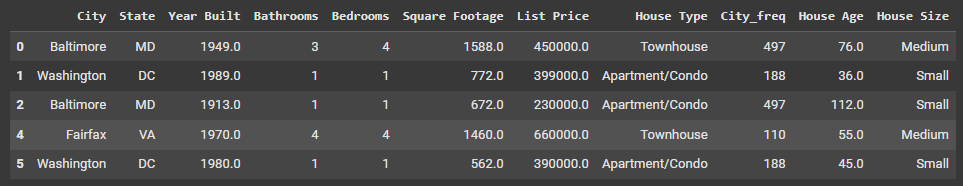 City State Year Built Bathrooms Bedrooms Square Footage List Price House Type City_freq House Age House Size
0 Baltimore MD 1949.0 3 4 1588.0 450000.0 Townhouse 497 76.0 Medium
1 Washington DC 1989.0 1 1 772.0 399000.0 Apartment/Condo 188 36.0 Small
2 Baltimore MD 1913.0 1 1 672.0 230000.0 Apartment/Condo 497 112.0 Small
4 Fairfax VA 1970.0 4 4 1460.0 660000.0 Townhouse 110 55.0 Medium
5 Washington DC 1980.0 1 1 562.0 390000.0 Apartment/Condo 188 45.0 Small